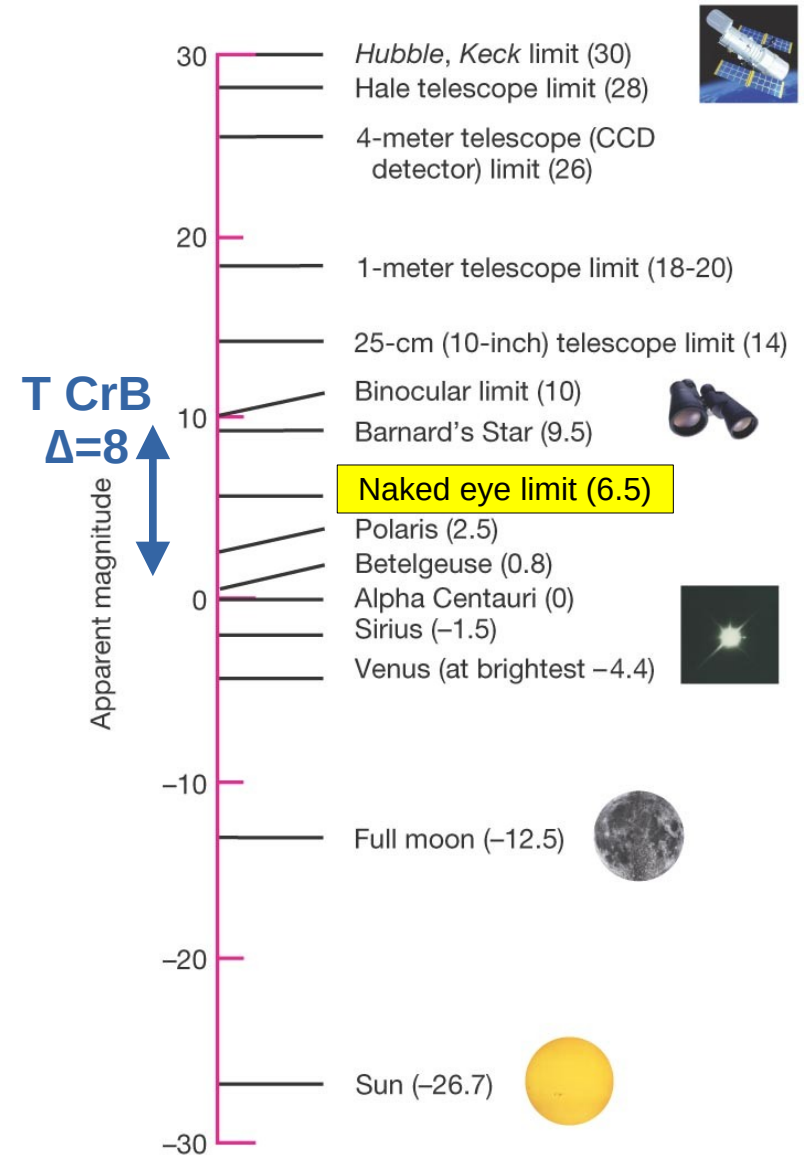 30
Hubble, Keck limit (30)
Hale telescope limit (28)
4-meter telescope (CCD
detector) limit (26)
20
1-meter telescope limit (18-20)
25-cm (10-inch) telescope limit (14)
T CrB
Δ=8
10
Binocular limit (10)
Barnard’s Star (9.5)
Naked eye limit (6.5)
Polaris (2.5)
Betelgeuse (0.8)
Apparent magnitude
0
Alpha Centauri (0)
Sirius (–1.5)
Venus (at brightest –4.4)
–10
Full moon (–12.5)
–20
Sun (–26.7)
–30